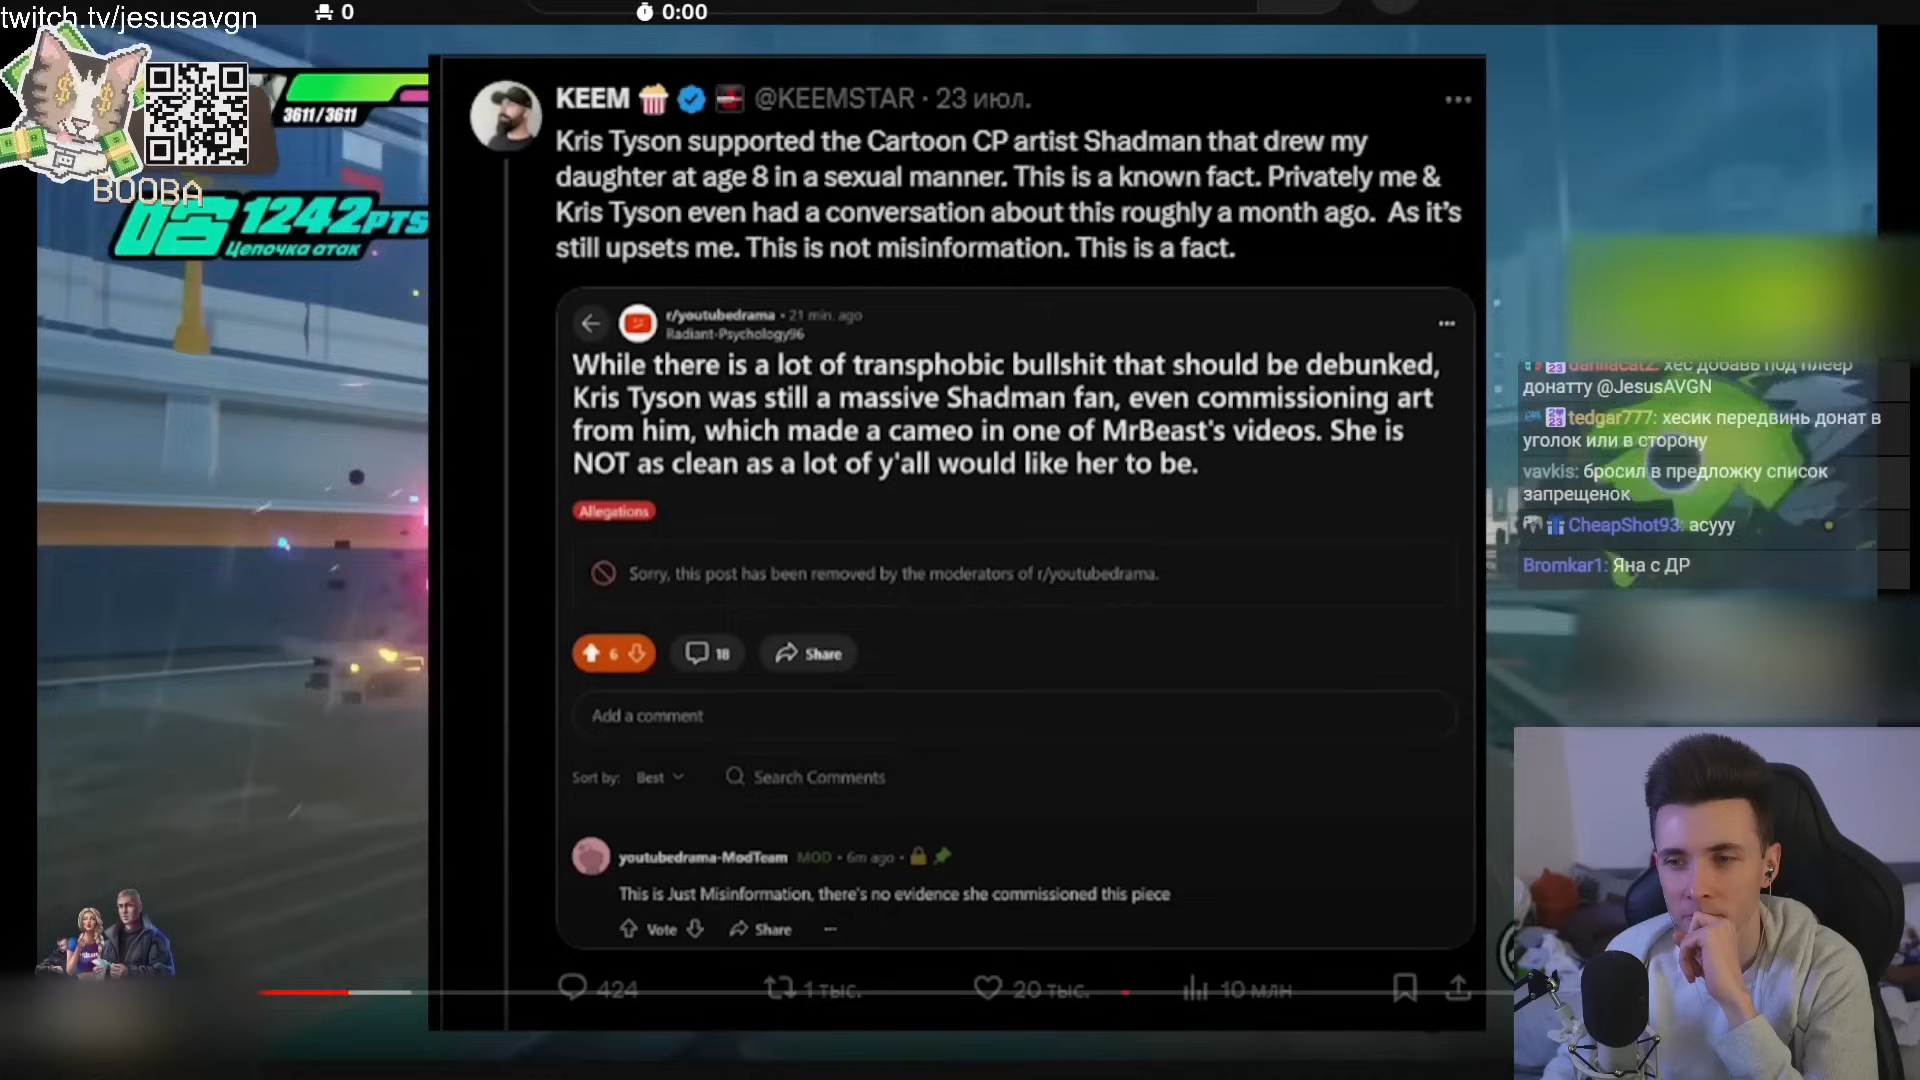 twitch.tv/jesusavgn
0
0:00
3611/3611
BOOBA
1242PTS
Цепочка атак
KEEM @KEEMSTAR · 23 июл.
Kris Tyson supported the Cartoon CP artist Shadman that drew my
daughter at age 8 in a sexual manner. This is a known fact. Privately me &
Kris Tyson even had a conversation about this roughly a month ago. As it's
still upsets me. This is not misinformation. This is a fact.
r/youtubedrama • 21 min. ago
Radiant-Psychology96
While there is a lot of transphobic bullshit that should be debunked,
Kris Tyson was still a massive Shadman fan, even commissioning art
from him, which made a cameo in one of MrBeast's videos. She is
NOT as clean as a lot of y'all would like her to be.
Allegations
Sorry, this post has been removed by the moderators of r/youtubedrama.
6
18
Share
Add a comment
Sort by: Best
Search Comments
youtubedrama-ModTeam MOD • 6m ago •
This is Just Misinformation, there's no evidence she commissioned this piece
Vote
Share
424
1 тыс.
20 тыс.
10 млн
danilacat2: хес добавь под плеер
донатту @JesusAVGN
tedgar777: хесик передвинь донат в
уголок или в сторону
vavkis: бросил в предложку список
запрещенок
CheapShot93: асууу
Bromkar1: Яна с ДР